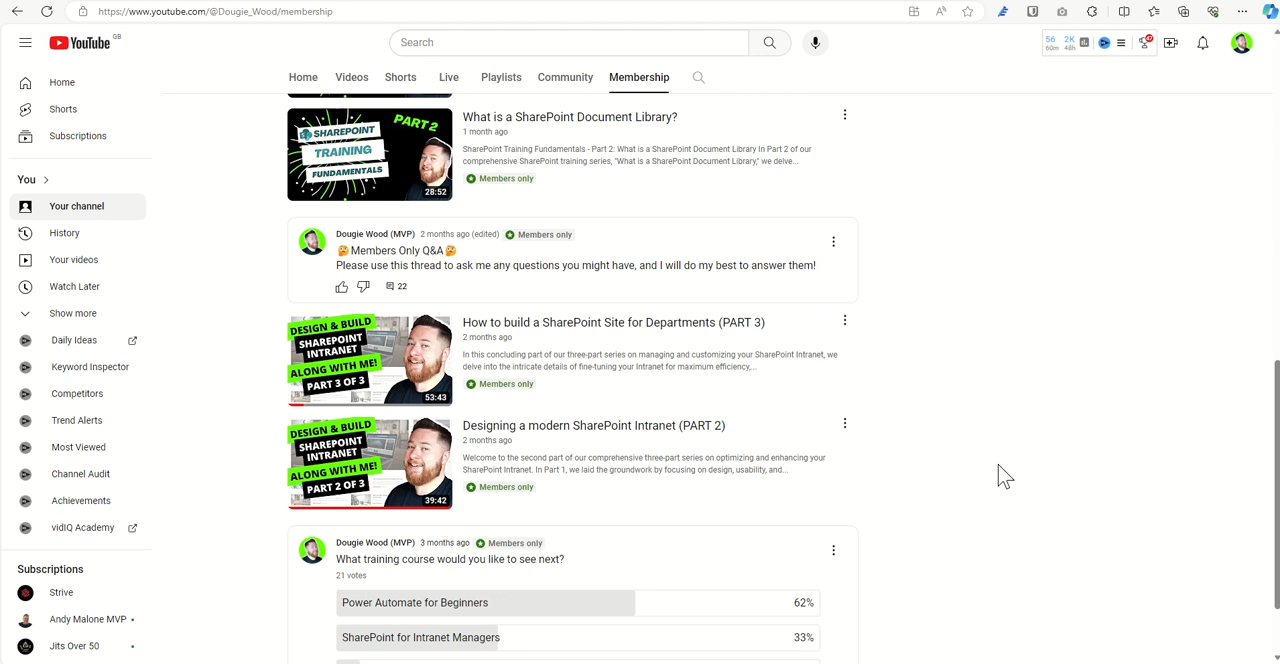 https://www.youtube.com/@Dougie_Wood/membership
YouTube GB
Search
56 60m
2K 48h
47
Home
Videos
Shorts
Live
Playlists
Community
Membership
Home
Shorts
Subscriptions
You
Your channel
History
Your videos
Watch Later
Show more
Daily Ideas
Keyword Inspector
Competitors
Trend Alerts
Most Viewed
Channel Audit
Achievements
vidIQ Academy
Subscriptions
Strive
Andy Malone MVP
Jits Over 50
SHAREPOINT
TRAINING
FUNDAMENTALS
PART 2
28:52
What is a SharePoint Document Library?
1 month ago
SharePoint Training Fundamentals - Part 2: What is a SharePoint Document Library In Part 2 of our
comprehensive SharePoint training series, "What is a SharePoint Document Library," we delve...
Members only
Dougie Wood (MVP) 2 months ago (edited) Members only
🤔Members Only Q&A🤔
Please use this thread to ask me any questions you might have, and I will do my best to answer them!
22
DESIGN & BUILD
SHAREPOINT
INTRANET
ALONG WITH ME!
PART 3 OF 3
53:43
How to build a SharePoint Site for Departments (PART 3)
2 months ago
In this concluding part of our three-part series on managing and customizing your SharePoint Intranet, we
delve into the intricate details of fine-tuning your Intranet for maximum efficiency,...
Members only
DESIGN & BUILD
SHAREPOINT
INTRANET
ALONG WITH ME!
PART 2 OF 3
39:42
Designing a modern SharePoint Intranet (PART 2)
2 months ago
Welcome to the second part of our comprehensive three-part series on optimizing and enhancing your
SharePoint Intranet. In Part 1, we laid the groundwork by focusing on design, usability, and...
Members only
Dougie Wood (MVP) 3 months ago Members only
What training course would you like to see next?
21 votes
Power Automate for Beginners 62%
SharePoint for Intranet Managers 33%